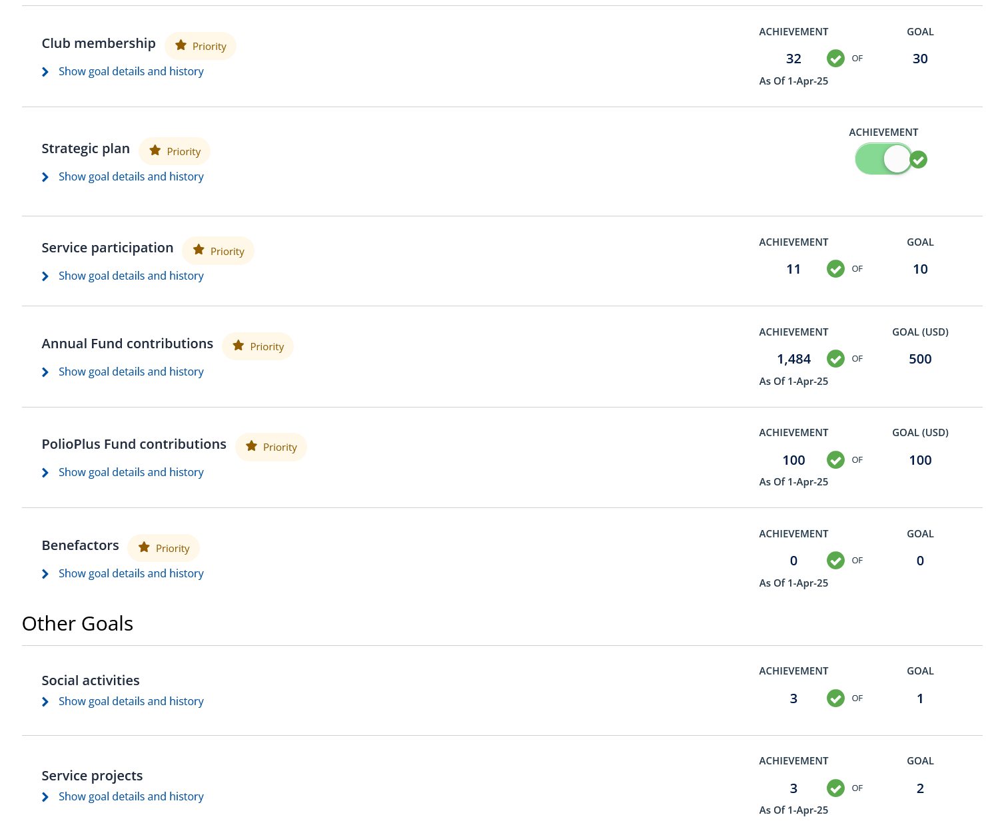 Club membership Priority
Show goal details and history
ACHIEVEMENT GOAL
32 OF 30
As Of 1-Apr-25
Strategic plan Priority
Show goal details and history
ACHIEVEMENT
Service participation Priority
Show goal details and history
ACHIEVEMENT GOAL
11 OF 10
Annual Fund contributions Priority
Show goal details and history
ACHIEVEMENT GOAL (USD)
1,484 OF 500
As Of 1-Apr-25
PolioPlus Fund contributions Priority
Show goal details and history
ACHIEVEMENT GOAL (USD)
100 OF 100
As Of 1-Apr-25
Benefactors Priority
Show goal details and history
ACHIEVEMENT GOAL
0 OF 0
As Of 1-Apr-25
Other Goals
Social activities
Show goal details and history
ACHIEVEMENT GOAL
3 OF 1
Service projects
Show goal details and history
ACHIEVEMENT GOAL
3 OF 2
As Of 1-Apr-25